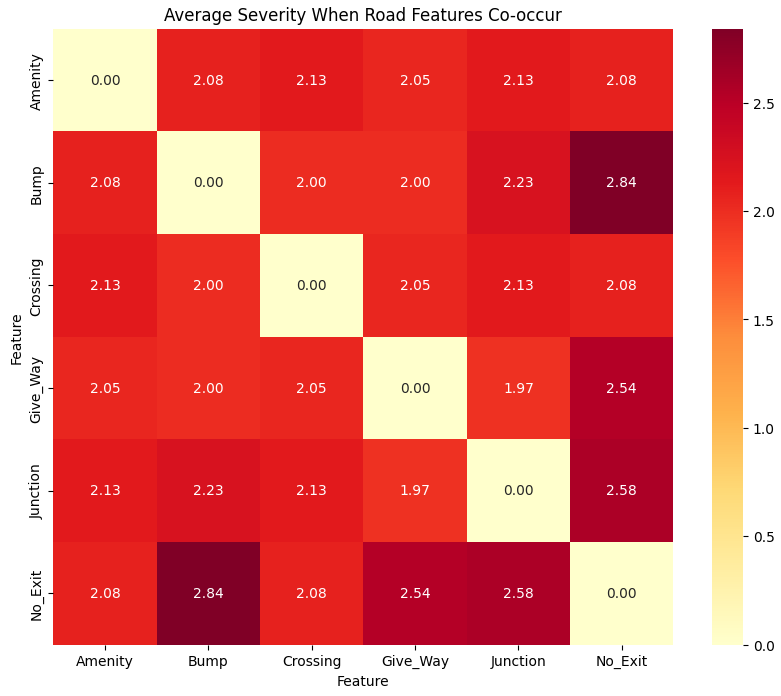 Average Severity When Road Features Co-occur
Amenity 0.00 2.08 2.13 2.05 2.13 2.08
Bump 2.08 0.00 2.00 2.00 2.23 2.84
Crossing 2.13 2.00 0.00 2.05 2.13 2.08
Give_Way 2.05 2.00 2.05 0.00 1.97 2.54
Junction 2.13 2.23 2.13 1.97 0.00 2.58
No_Exit 2.08 2.84 2.08 2.54 2.58 0.00
Feature
Amenity Bump Crossing Give_Way Junction No_Exit
Feature
2.5
2.0
1.5
1.0
0.5
0.0